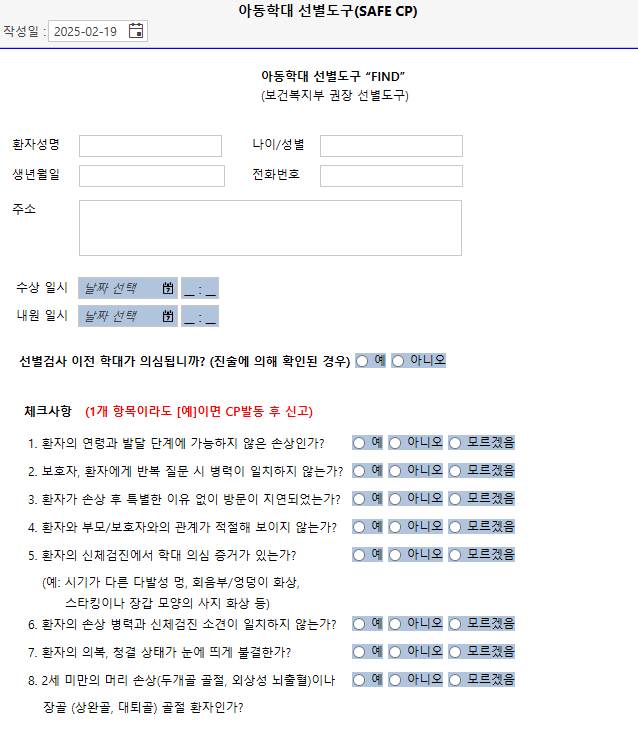 아동학대 선별도구(SAFE CP)
작성일 : 2025-02-19
아동학대 선별도구 “FIND”
(보건복지부 권장 선별도구)
환자성명 나이/성별
생년월일 전화번호
주소
수상 일시 날짜 선택 __ : __
내원 일시 날짜 선택 __ : __
선별검사 이전 학대가 의심됩니까? (진술에 의해 확인된 경우) 예 아니오
체크사항 (1개 항목이라도 [예]이면 CP발동 후 신고)
1. 환자의 연령과 발달 단계에 가능하지 않은 손상인가? 예 아니오 모르겠음
2. 보호자, 환자에게 반복 질문 시 병력이 일치하지 않는가? 예 아니오 모르겠음
3. 환자가 손상 후 특별한 이유 없이 방문이 지연되었는가? 예 아니오 모르겠음
4. 환자와 부모/보호자와의 관계가 적절해 보이지 않는가? 예 아니오 모르겠음
5. 환자의 신체검진에서 학대 의심 증거가 있는가? 예 아니오 모르겠음
(예: 시기가 다른 다발성 멍, 회음부/엉덩이 화상,
스타킹이나 장갑 모양의 사지 화상 등)
6. 환자의 손상 병력과 신체검진 소견이 일치하지 않는가? 예 아니오 모르겠음
7. 환자의 의복, 청결 상태가 눈에 띄게 불결한가? 예 아니오 모르겠음
8. 2세 미만의 머리 손상(두개골 골절, 외상성 뇌출혈)이나 예 아니오 모르겠음
장골 (상완골, 대퇴골) 골절 환자인가?